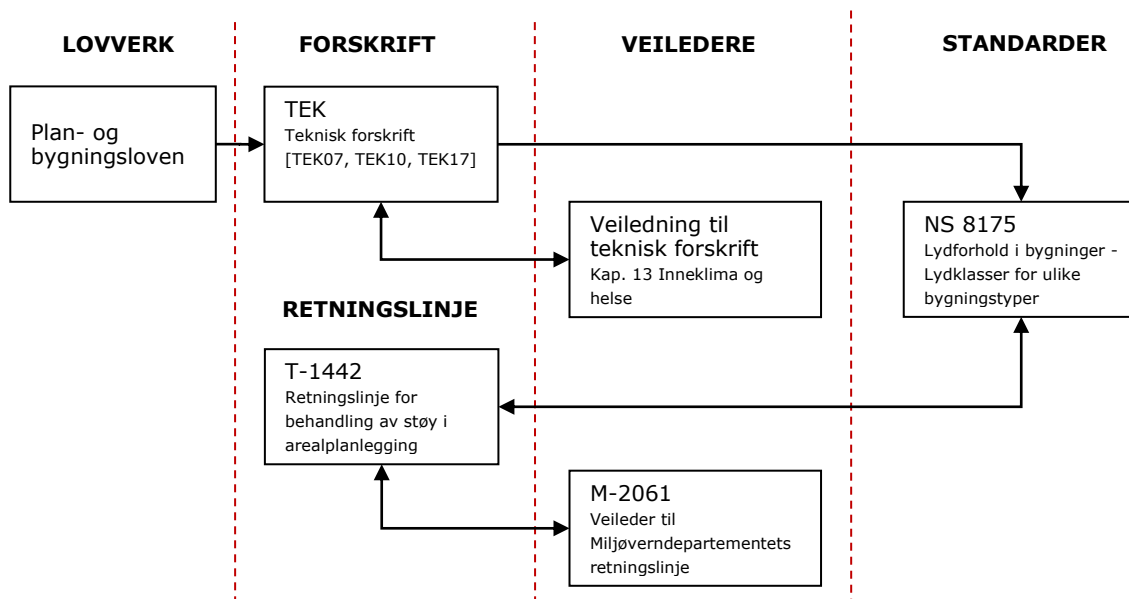 LOVVERK
FORSKRIFT
VEILEDERE
STANDARDER
Plan- og
bygningsloven
TEK
Teknisk forskrift
[TEK07, TEK10, TEK17]
Veiledning til
teknisk forskrift
Kap. 13 Inneklima og
helse
NS 8175
Lydforhold i bygninger -
Lydklasser for ulike
bygningstyper
RETNINGSLINJE
T-1442
Retningslinje for
behandling av støy i
arealplanlegging
M-2061
Veileder til
Miljøverndepartementets
retningslinje